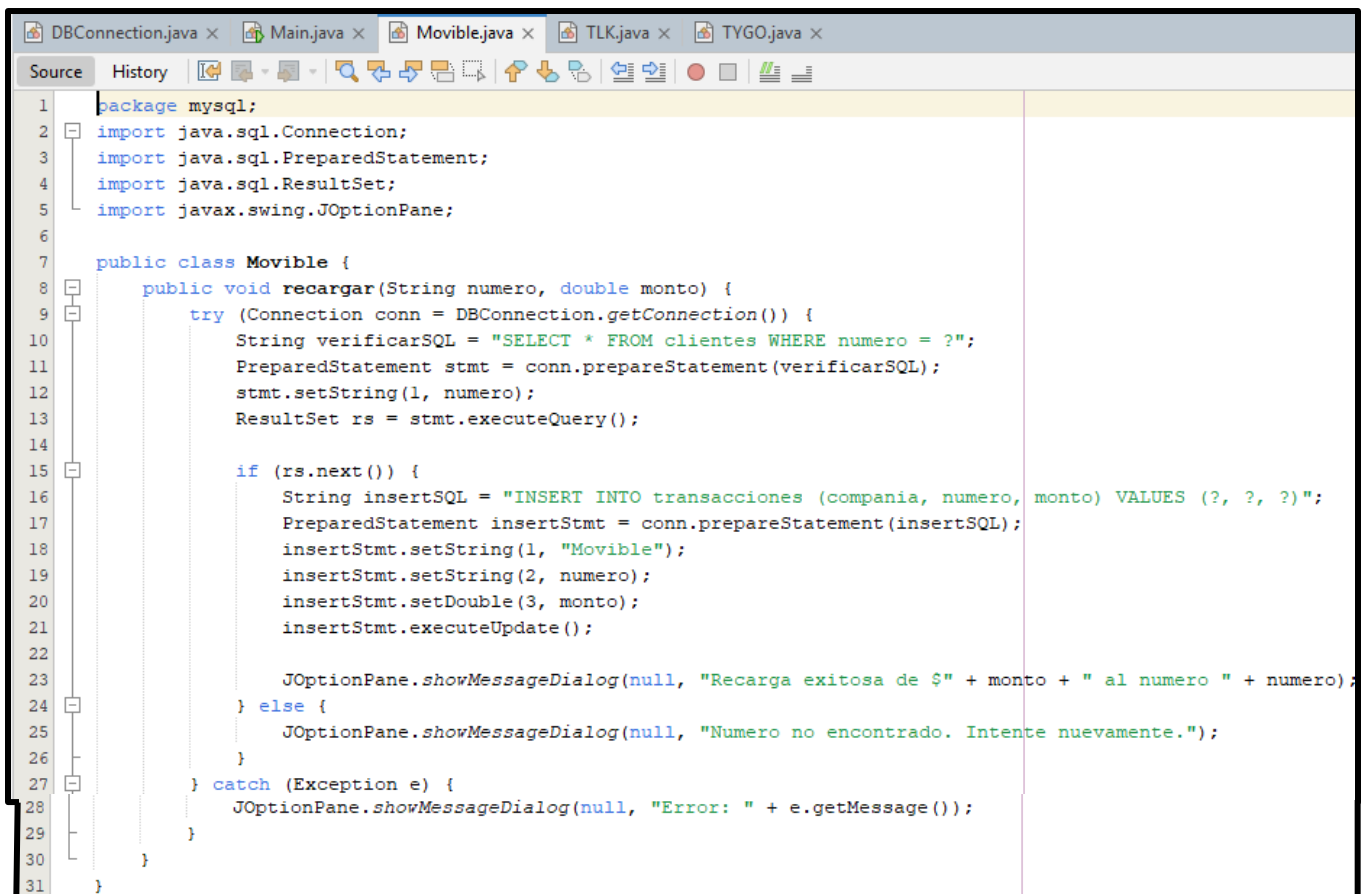 DBConnection.java × Main.java × Movible.java × TLK.java × TYGO.java ×
Source History
1 package mysql;
2 import java.sql.Connection;
3 import java.sql.PreparedStatement;
4 import java.sql.ResultSet;
5 import javax.swing.JOptionPane;
6
7 public class Movible {
8 public void recargar(String numero, double monto) {
9 try (Connection conn = DBConnection.getConnection()) {
10 String verificarSQL = "SELECT * FROM clientes WHERE numero = ?";
11 PreparedStatement stmt = conn.prepareStatement(verificarSQL);
12 stmt.setString(1, numero);
13 ResultSet rs = stmt.executeQuery();
14
15 if (rs.next()) {
16 String insertSQL = "INSERT INTO transacciones (compania, numero, monto) VALUES (?, ?, ?)";
17 PreparedStatement insertStmt = conn.prepareStatement(insertSQL);
18 insertStmt.setString(1, "Movible");
19 insertStmt.setString(2, numero);
20 insertStmt.setDouble(3, monto);
21 insertStmt.executeUpdate();
22
23 JOptionPane.showMessageDialog(null, "Recarga exitosa de $" + monto + " al numero " + numero);
24 } else {
25 JOptionPane.showMessageDialog(null, "Numero no encontrado. Intente nuevamente.");
26 }
27 } catch (Exception e) {
28 JOptionPane.showMessageDialog(null, "Error: " + e.getMessage());
29 }
30 }
31 }